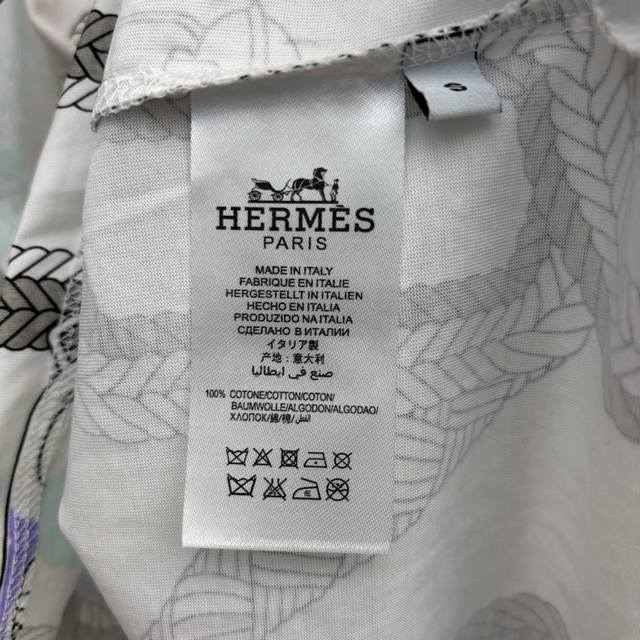 HERMÈS
PARIS
MADE IN ITALY
FABRIQUE EN ITALIE
HERGESTELLT IN ITALIEN
HECHO EN ITALIA
PRODUZIDO NA ITALIA
СДЕЛАНО В ИТАЛИИ
イタリア製
产地：意大利
صنع في ايطاليا
100% COTONE/COTTON/COTON/
BAUMWOLLE/ALGODON/ALGODAO/
ХЛОПОК/綿/棉/القطن/